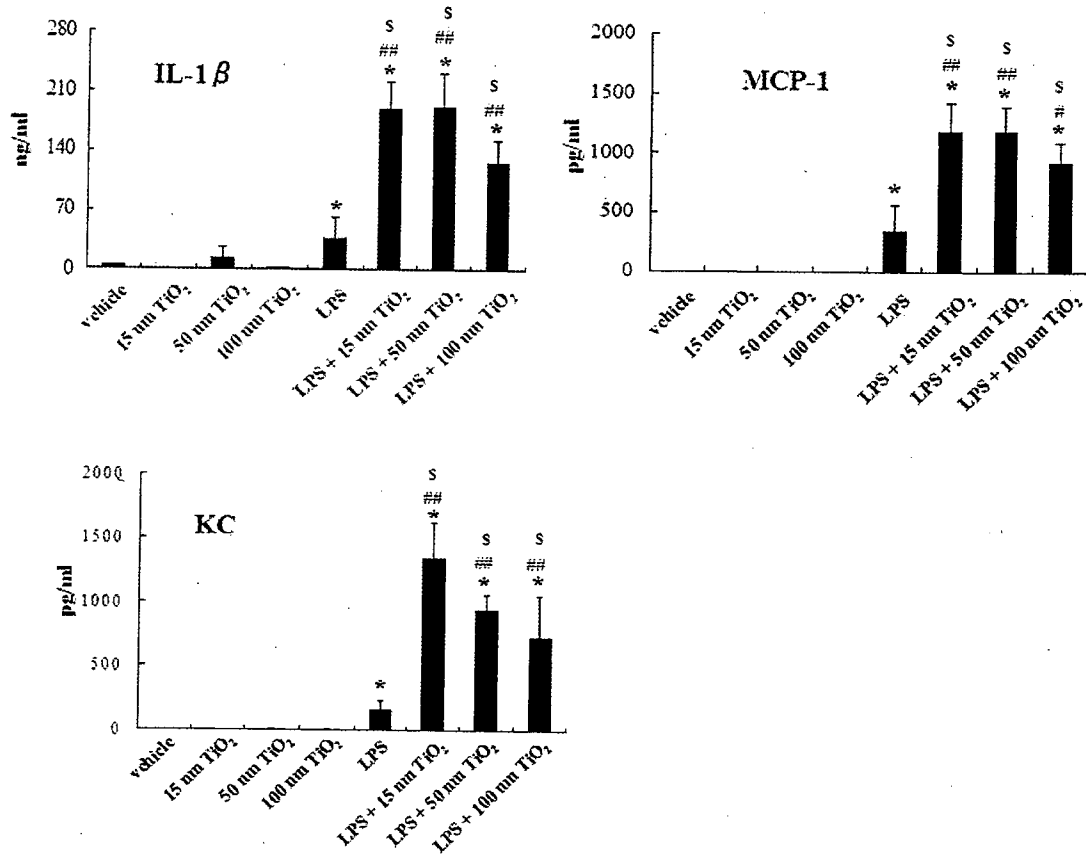 IL-1β
ng/ml
280
210
140
70
0
S
##
*
S
##
*
S
##
*
*
vehicle
15 nm TiO₂
50 nm TiO₂
100 nm TiO₂
LPS
LPS + 15 nm TiO₂
LPS + 50 nm TiO₂
LPS + 100 nm TiO₂
MCP-1
pg/ml
2000
1500
1000
500
0
S
##
*
S
##
*
S
#
*
*
vehicle
15 nm TiO₂
50 nm TiO₂
100 nm TiO₂
LPS
LPS + 15 nm TiO₂
LPS + 50 nm TiO₂
LPS + 100 nm TiO₂
KC
pg/ml
2000
1500
1000
500
0
S
##
*
S
##
*
S
##
*
*
vehicle
15 nm TiO₂
50 nm TiO₂
100 nm TiO₂
LPS
LPS + 15 nm TiO₂
LPS + 50 nm TiO₂
LPS + 100 nm TiO₂